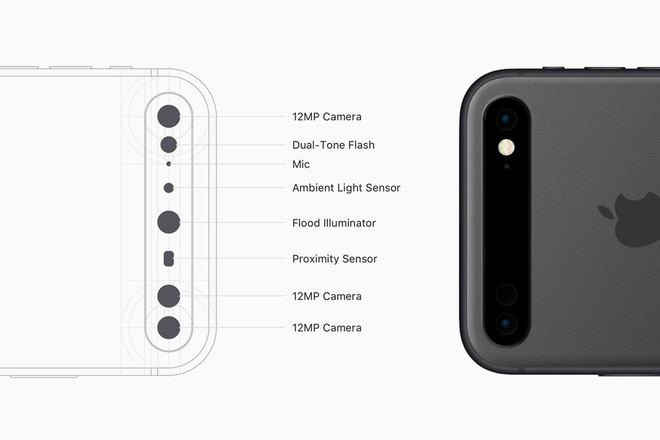 12MP Camera
Dual-Tone Flash
Mic
Ambient Light Sensor
Flood Illuminator
Proximity Sensor
12MP Camera
12MP Camera